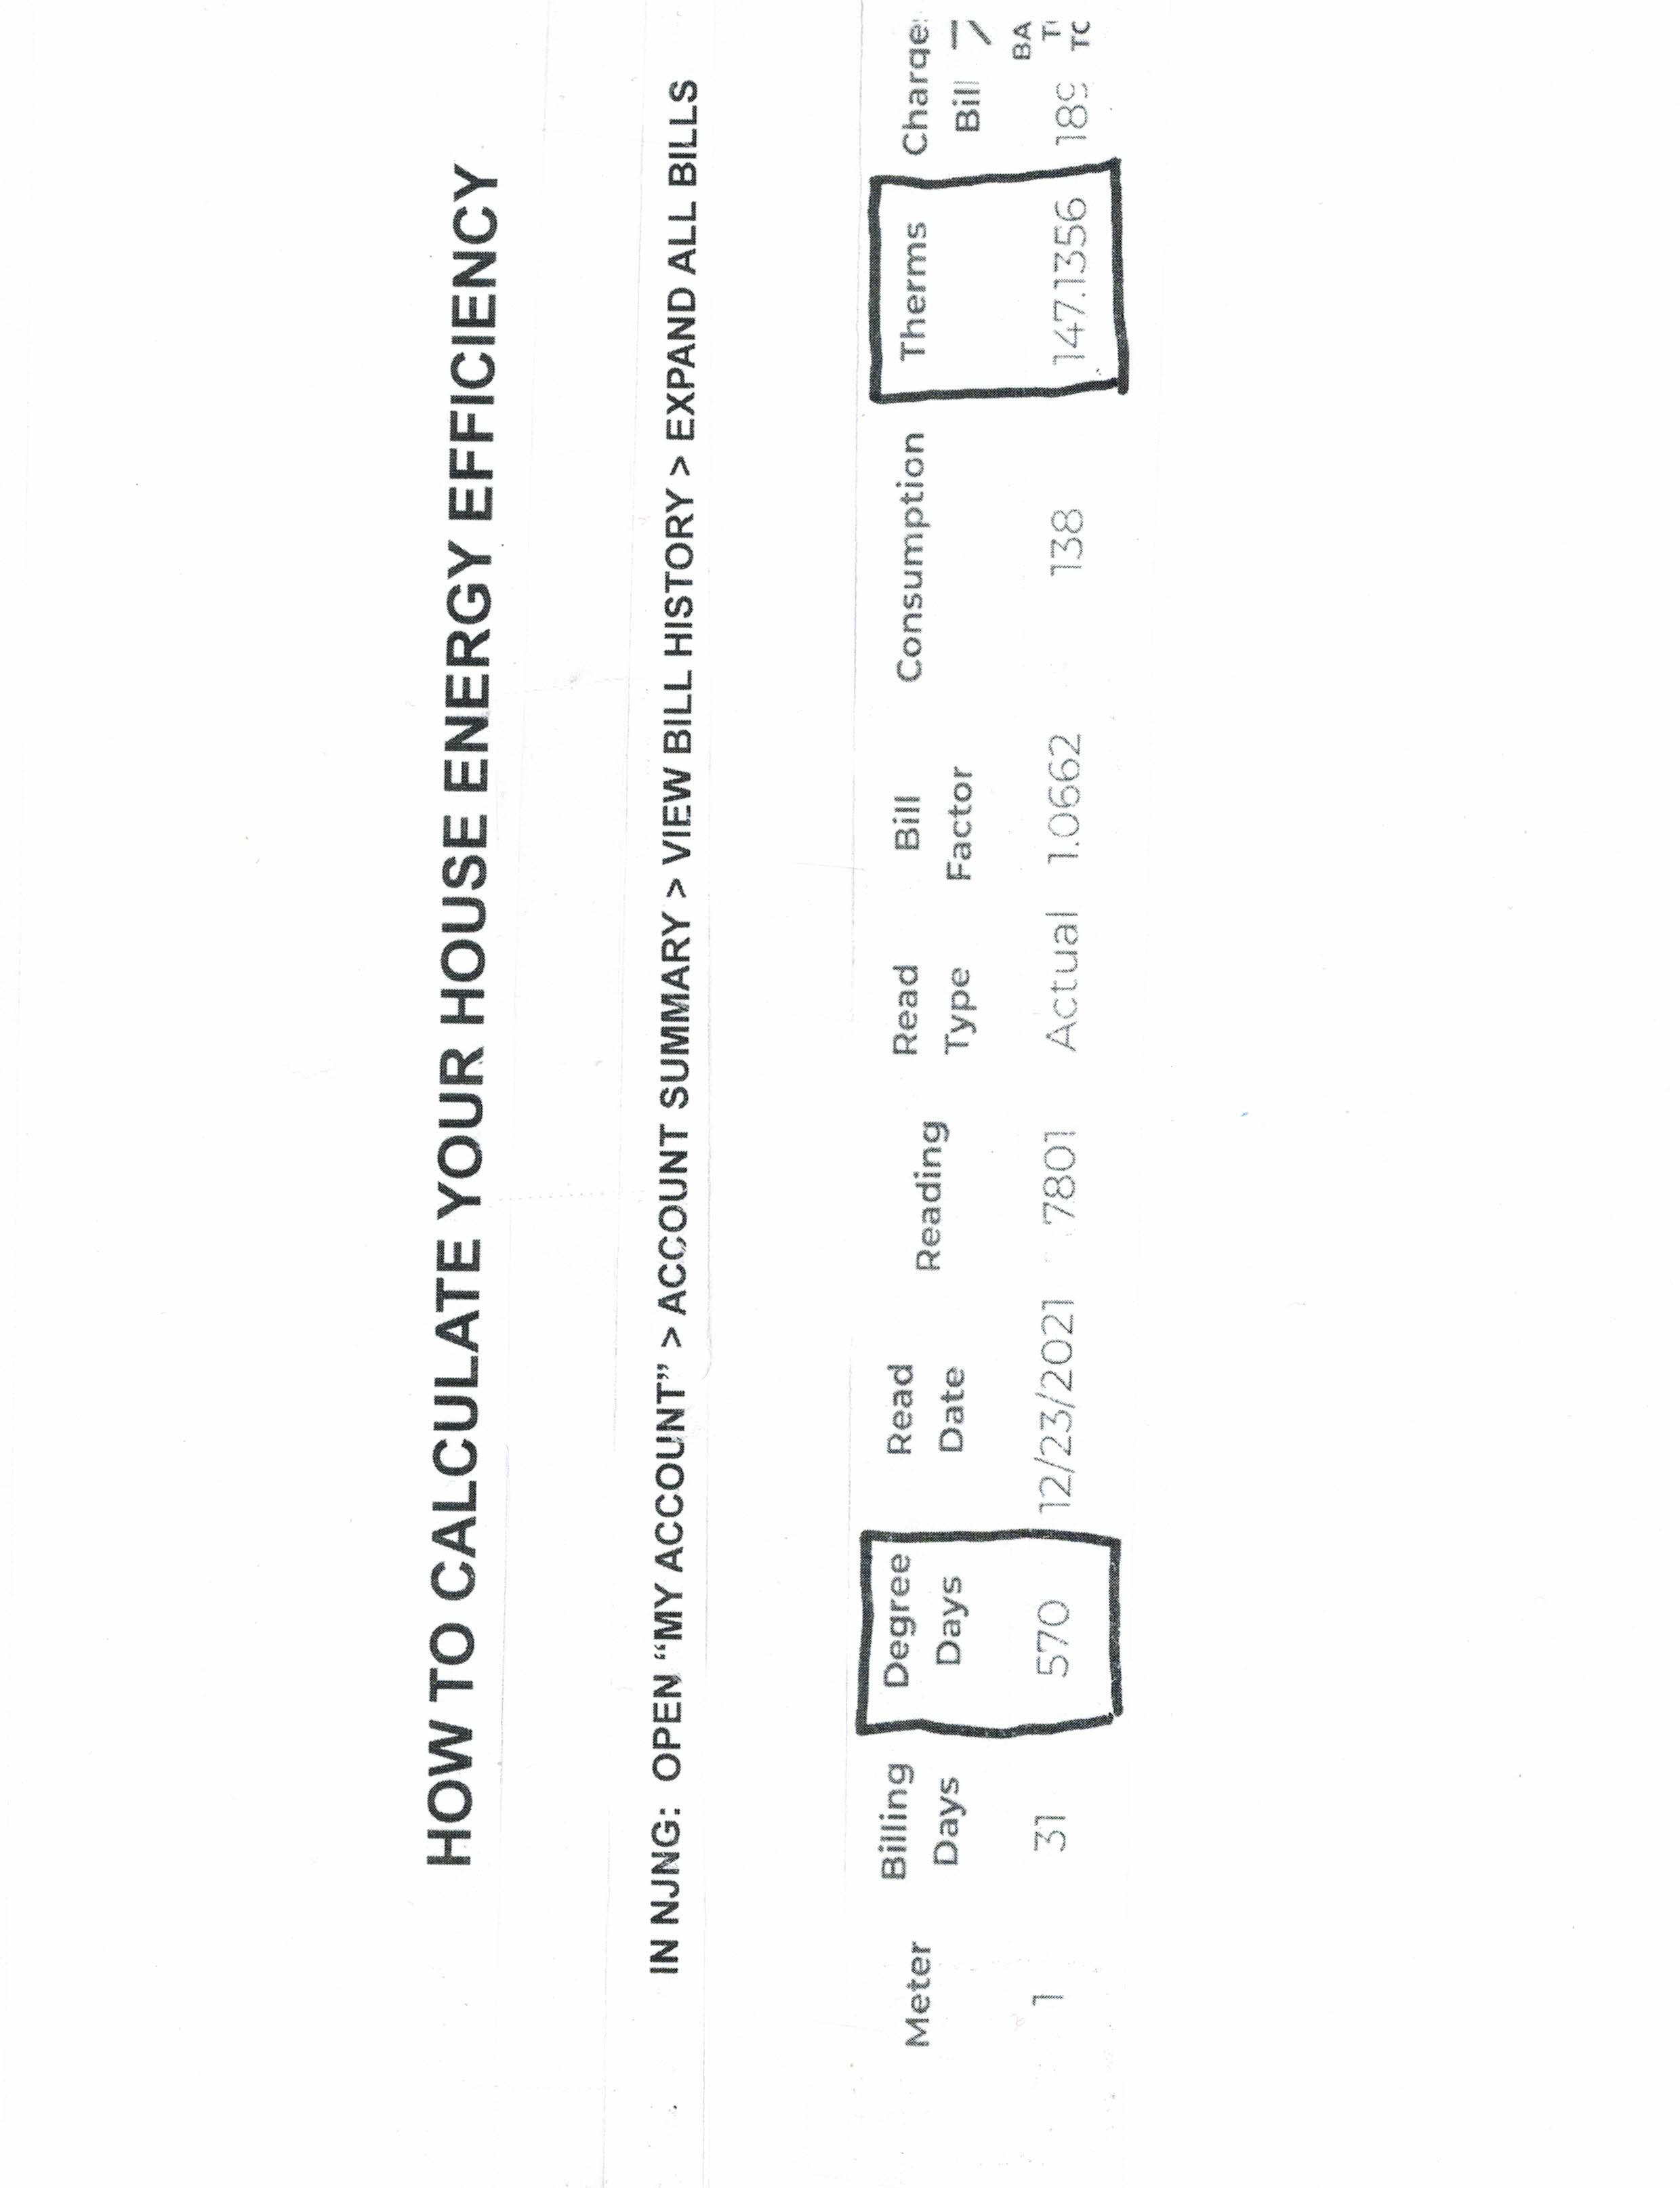 HOW TO CALCULATE YOUR HOUSE ENERGY EFFICIENCY
IN NJNG: OPEN “MY ACCOUNT” > ACCOUNT SUMMARY > VIEW BILL HISTORY > EXPAND ALL BILLS
Meter Billing Days Degree Days Read Date Reading Read Type Bill Factor Consumption Therms Bill
1 31 570 12/23/2021 7801 Actual 1.0662 138 147.1356
BA